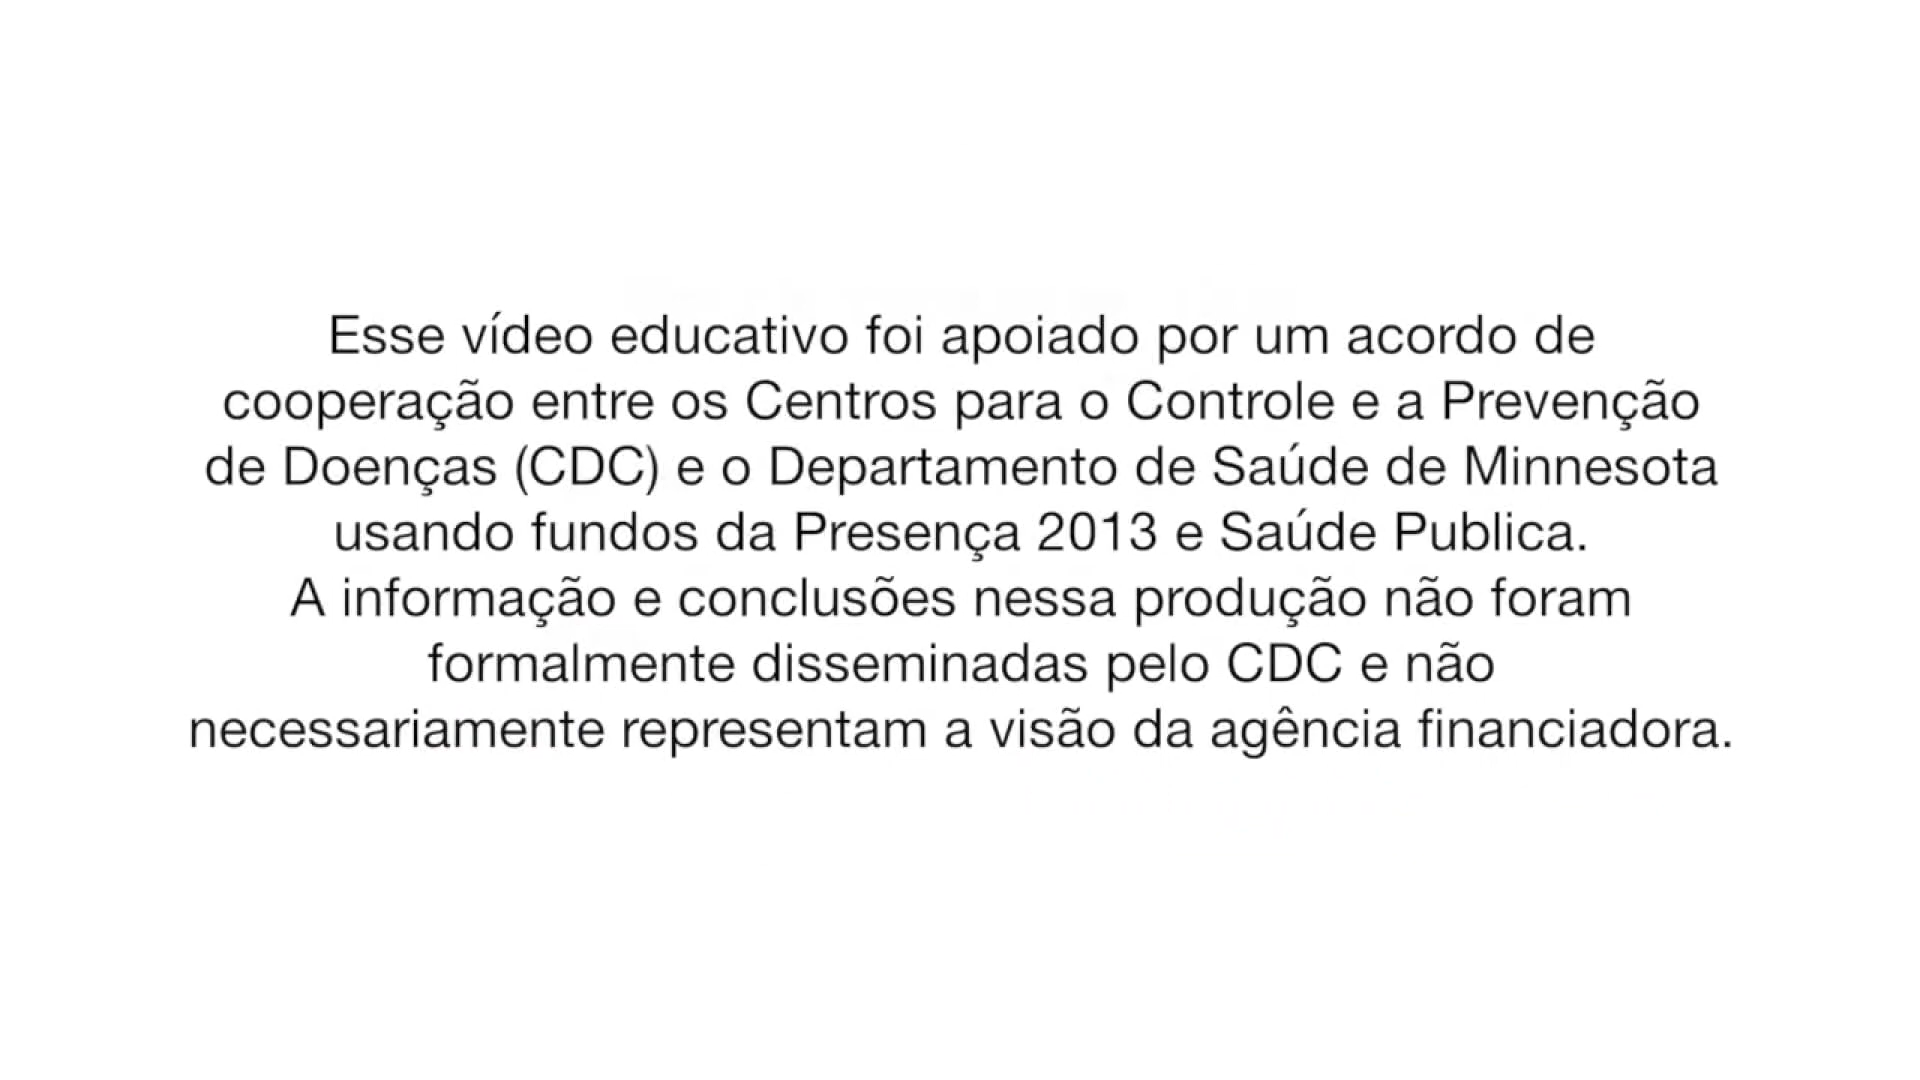 Esse vídeo educativo foi apoiado por um acordo de
cooperação entre os Centros para o Controle e a Prevenção
de Doenças (CDC) e o Departamento de Saúde de Minnesota
usando fundos da Presença 2013 e Saúde Publica.
A informação e conclusões nessa produção não foram
formalmente disseminadas pelo CDC e não
necessariamente representam a visão da agência financiadora.